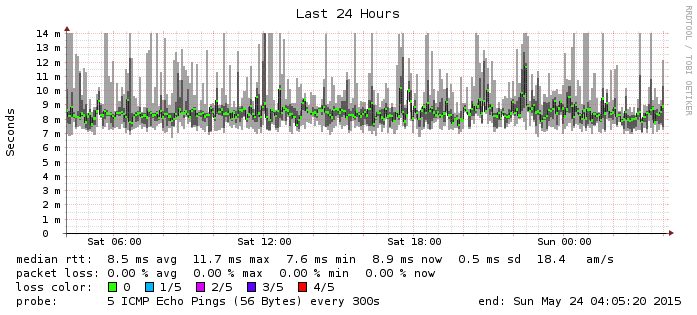 Last 24 Hours
RRDTOOL / TOBI OETIKER
Seconds
14 m
13 m
12 m
11 m
10 m
9 m
8 m
7 m
6 m
5 m
4 m
3 m
2 m
1 m
0
Sat 06:00 Sat 12:00 Sat 18:00 Sun 00:00
median rtt: 8.5 ms avg 11.7 ms max 7.6 ms min 8.9 ms now 0.5 ms sd 18.4 am/s
packet loss: 0.00 % avg 0.00 % max 0.00 % min 0.00 % now
loss color: 0 1/5 2/5 3/5 4/5
probe: 5 ICMP Echo Pings (56 Bytes) every 300s end: Sun May 24 04:05:20 2015